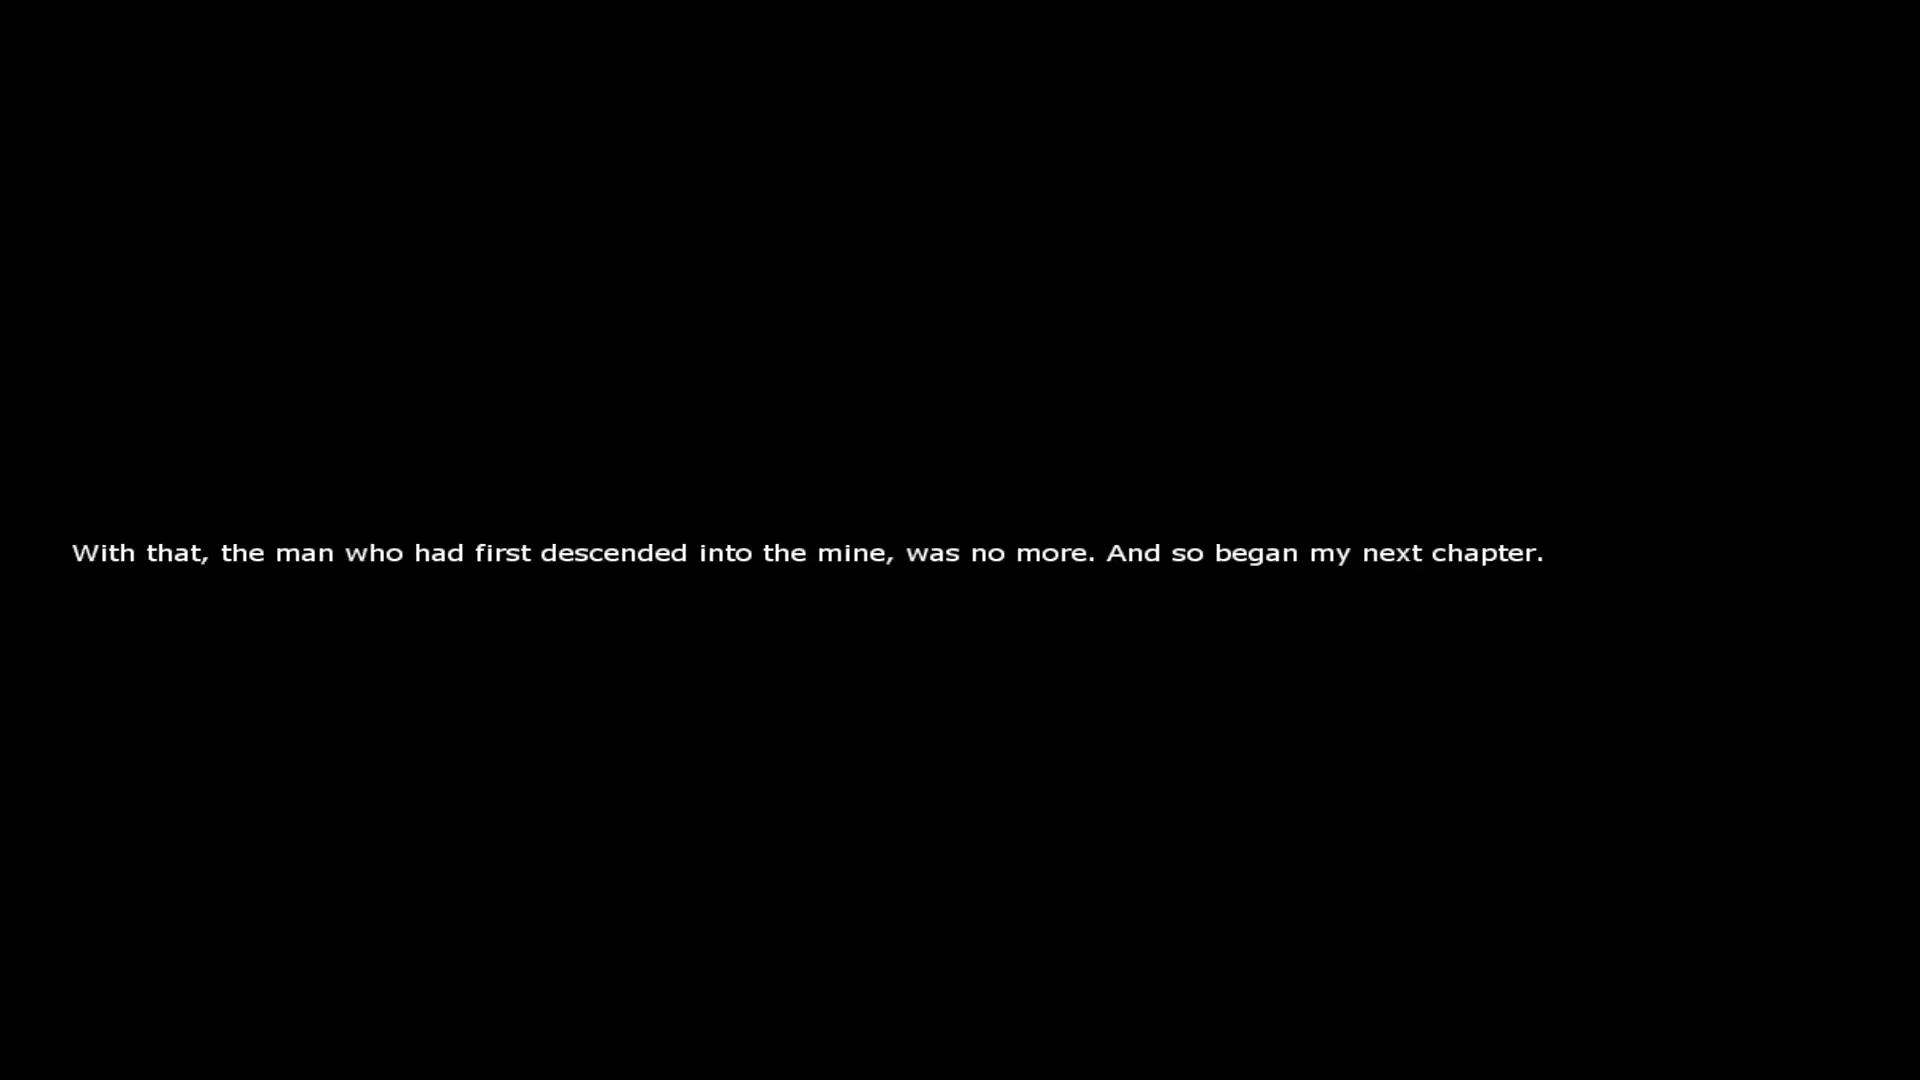 With that, the man who had first descended into the mine, was no more. And so began my next chapter.